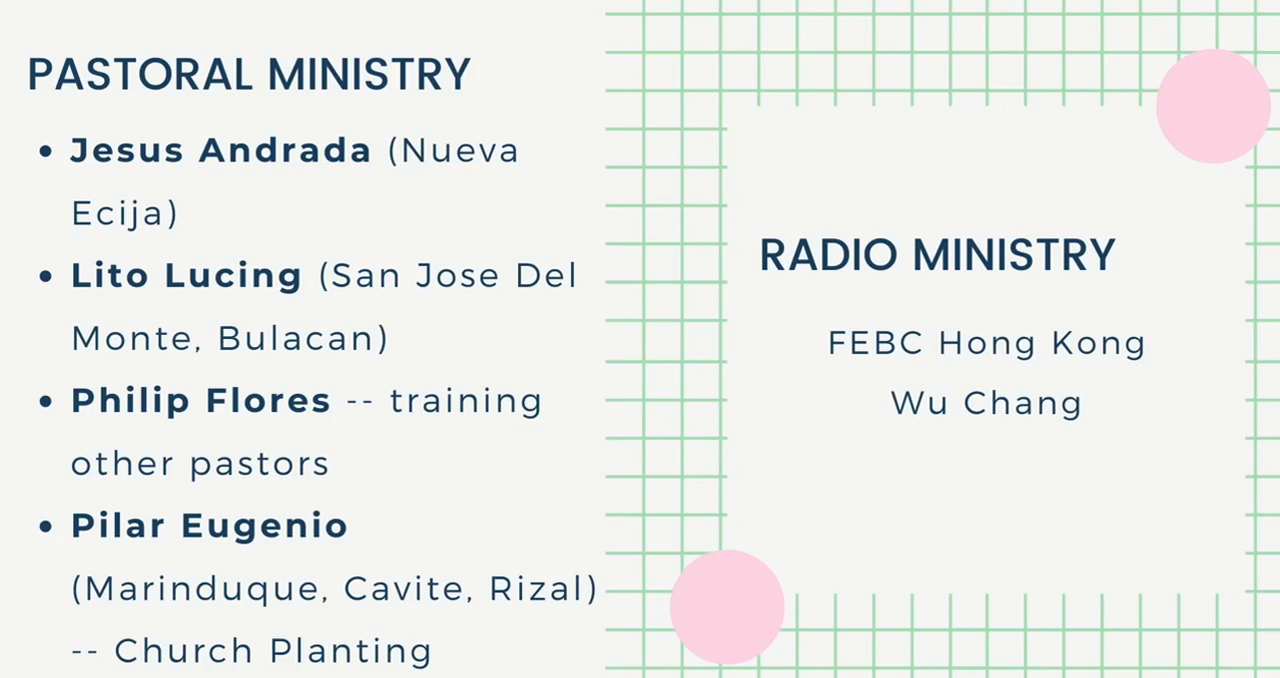 PASTORAL MINISTRY
Jesus Andrada (Nueva
Ecija)
Lito Lucing (San Jose Del
Monte, Bulacan)
Philip Flores -- training
other pastors
Pilar Eugenio
(Marinduque, Cavite, Rizal)
-- Church Planting
RADIO MINISTRY
FEBC Hong Kong
Wu Chang